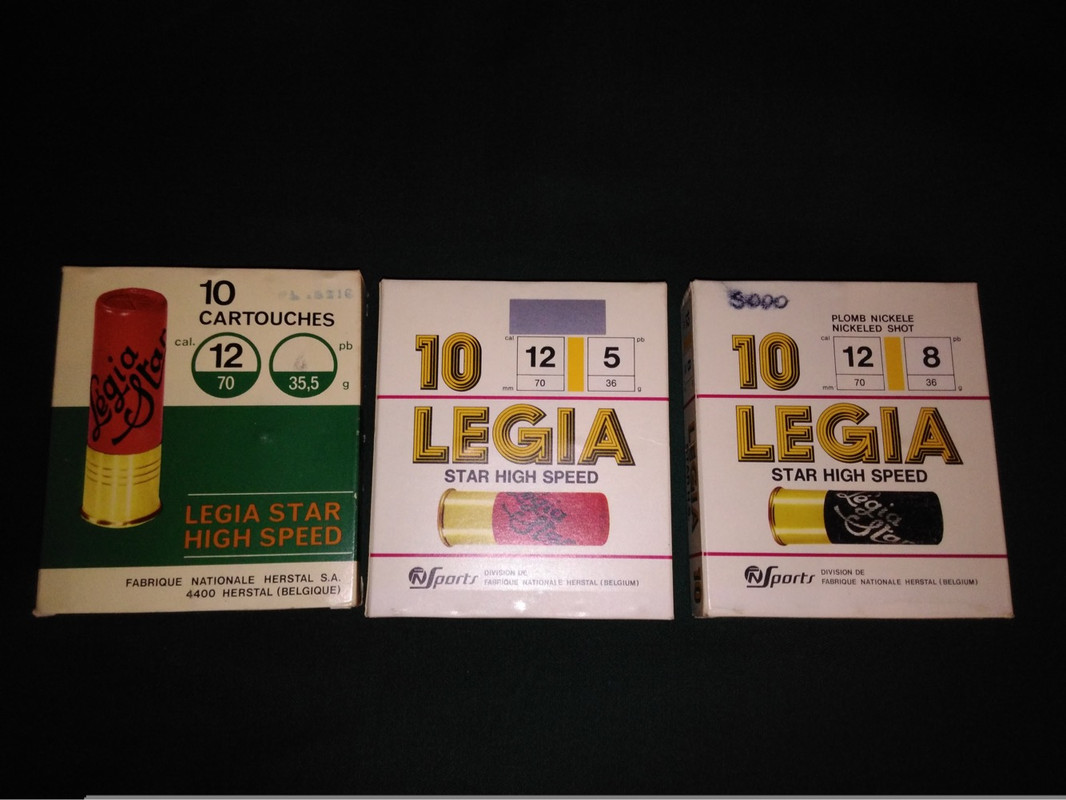 10
CARTOUCHES
cal. 12 pb
70 35,5 g
Legia
Star
LEGIA STAR
HIGH SPEED
FABRIQUE NATIONALE HERSTAL S.A.
4400 HERSTAL (BELGIQUE)
10
cal 12 5 pb
mm 70 36 g
LEGIA
STAR HIGH SPEED
FN Sports DIVISION DE
FABRIQUE NATIONALE HERSTAL (BELGIUM)
5000
PLOMB NICKELE
NICKELED SHOT
10
cal 12 8 pb
mm 70 36 g
LEGIA
STAR HIGH SPEED
Legia
Star
FN Sports DIVISION DE
FABRIQUE NATIONALE HERSTAL (BELGIUM)
LEGIA
10